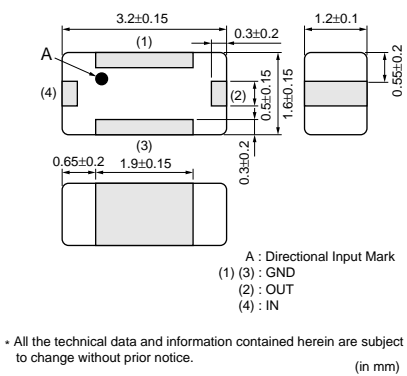 3.2±0.15
1.2±0.1
(1)
0.3±0.2
A
(4)
(2)
0.5±0.15
1.6±0.15
0.55±0.2
(3)
0.65±0.2
1.9±0.15
0.3±0.2
A : Directional Input Mark
(1) (3) : GND
(2) : OUT
(4) : IN
* All the technical data and information contained herein are subject
to change without prior notice.
(in mm)